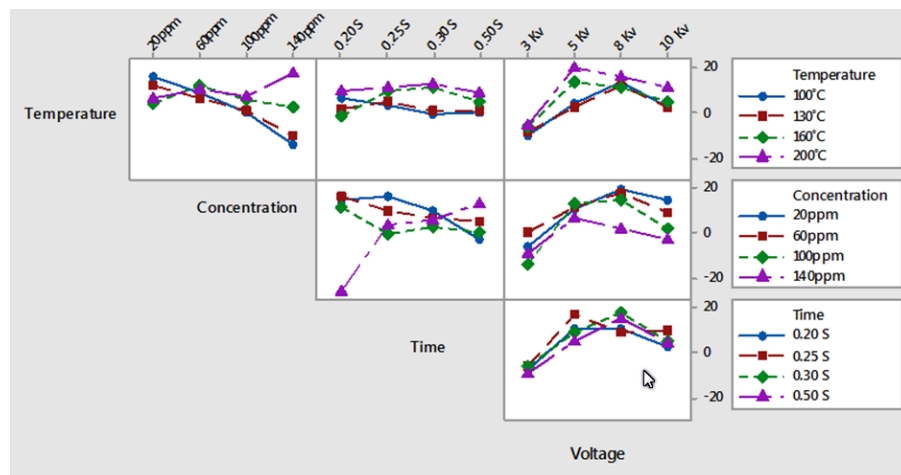 20ppm 60ppm 100ppm 140ppm 0.20 S 0.25 S 0.30 S 0.50 S 3 Kv 5 Kv 8 Kv 10 Kv
Temperature
20
0
-20
Temperature
100°C
130°C
160°C
200°C
Concentration
20
0
-20
Concentration
20ppm
60ppm
100ppm
140ppm
Time
20
0
-20
Time
0.20 S
0.25 S
0.30 S
0.50 S
Voltage